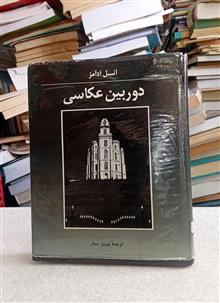 انسل آدامز
دوربین عکاسی
ترجمهٔ پیروز سیار